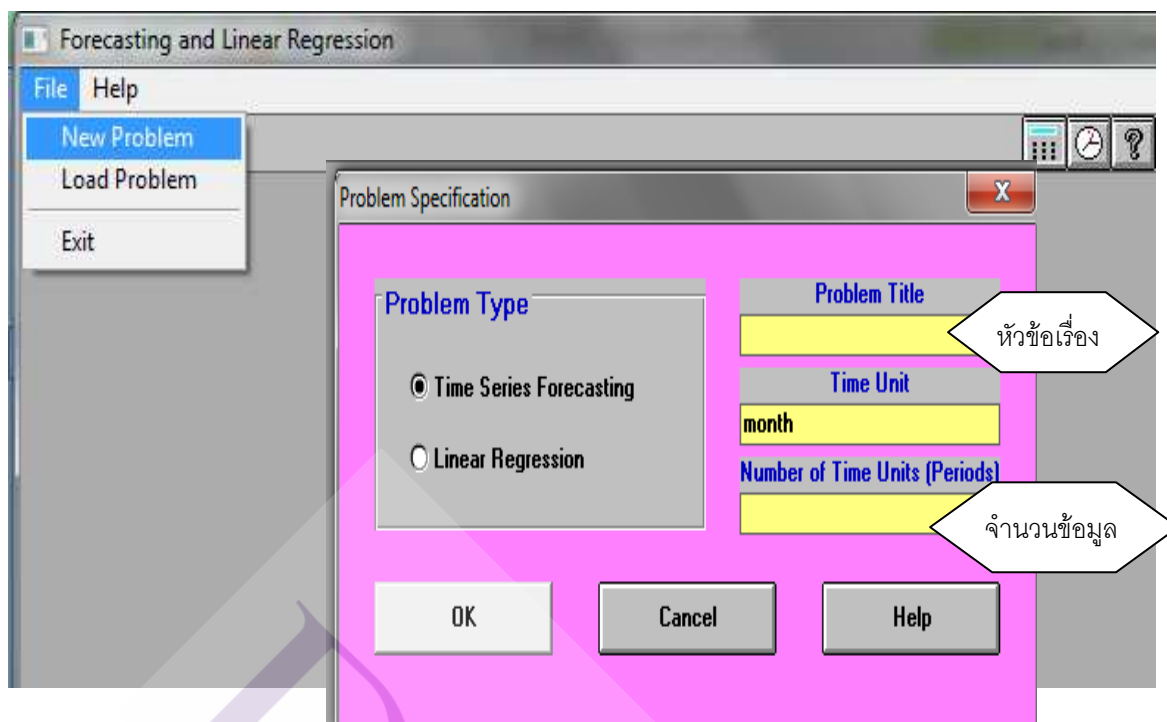 Forecasting and Linear Regression
File Help
New Problem
Load Problem
Exit
Problem Specification
X
Problem Type
Time Series Forecasting
Linear Regression
Problem Title
หัวข้อเรื่อง
Time Unit
month
Number of Time Units (Periods)
จำนวนข้อมูล
OK Cancel Help